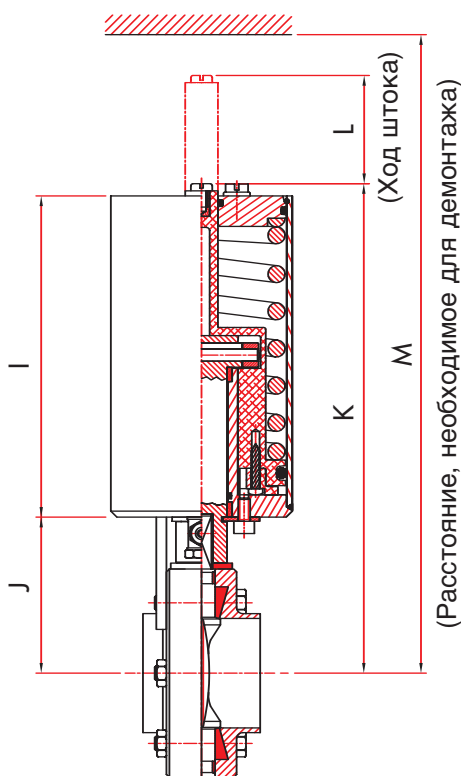 L
(Ход штока)
I
M
K
J
(Расстояние, необходимое для демонтажа)